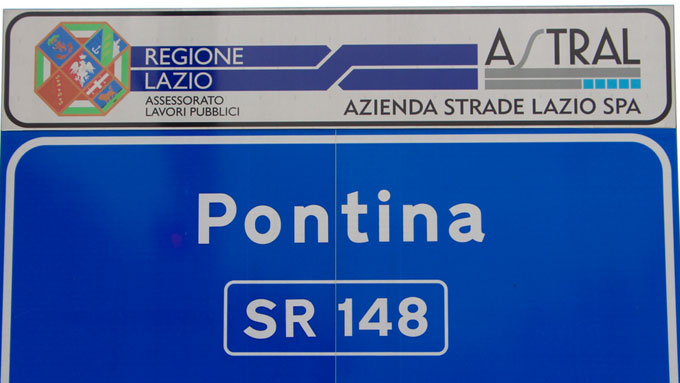 REGIONE
LAZIO
ASSESSORATO
LAVORI PUBBLICI
ASTRAL
AZIENDA STRADE LAZIO SPA
Pontina
SR 148